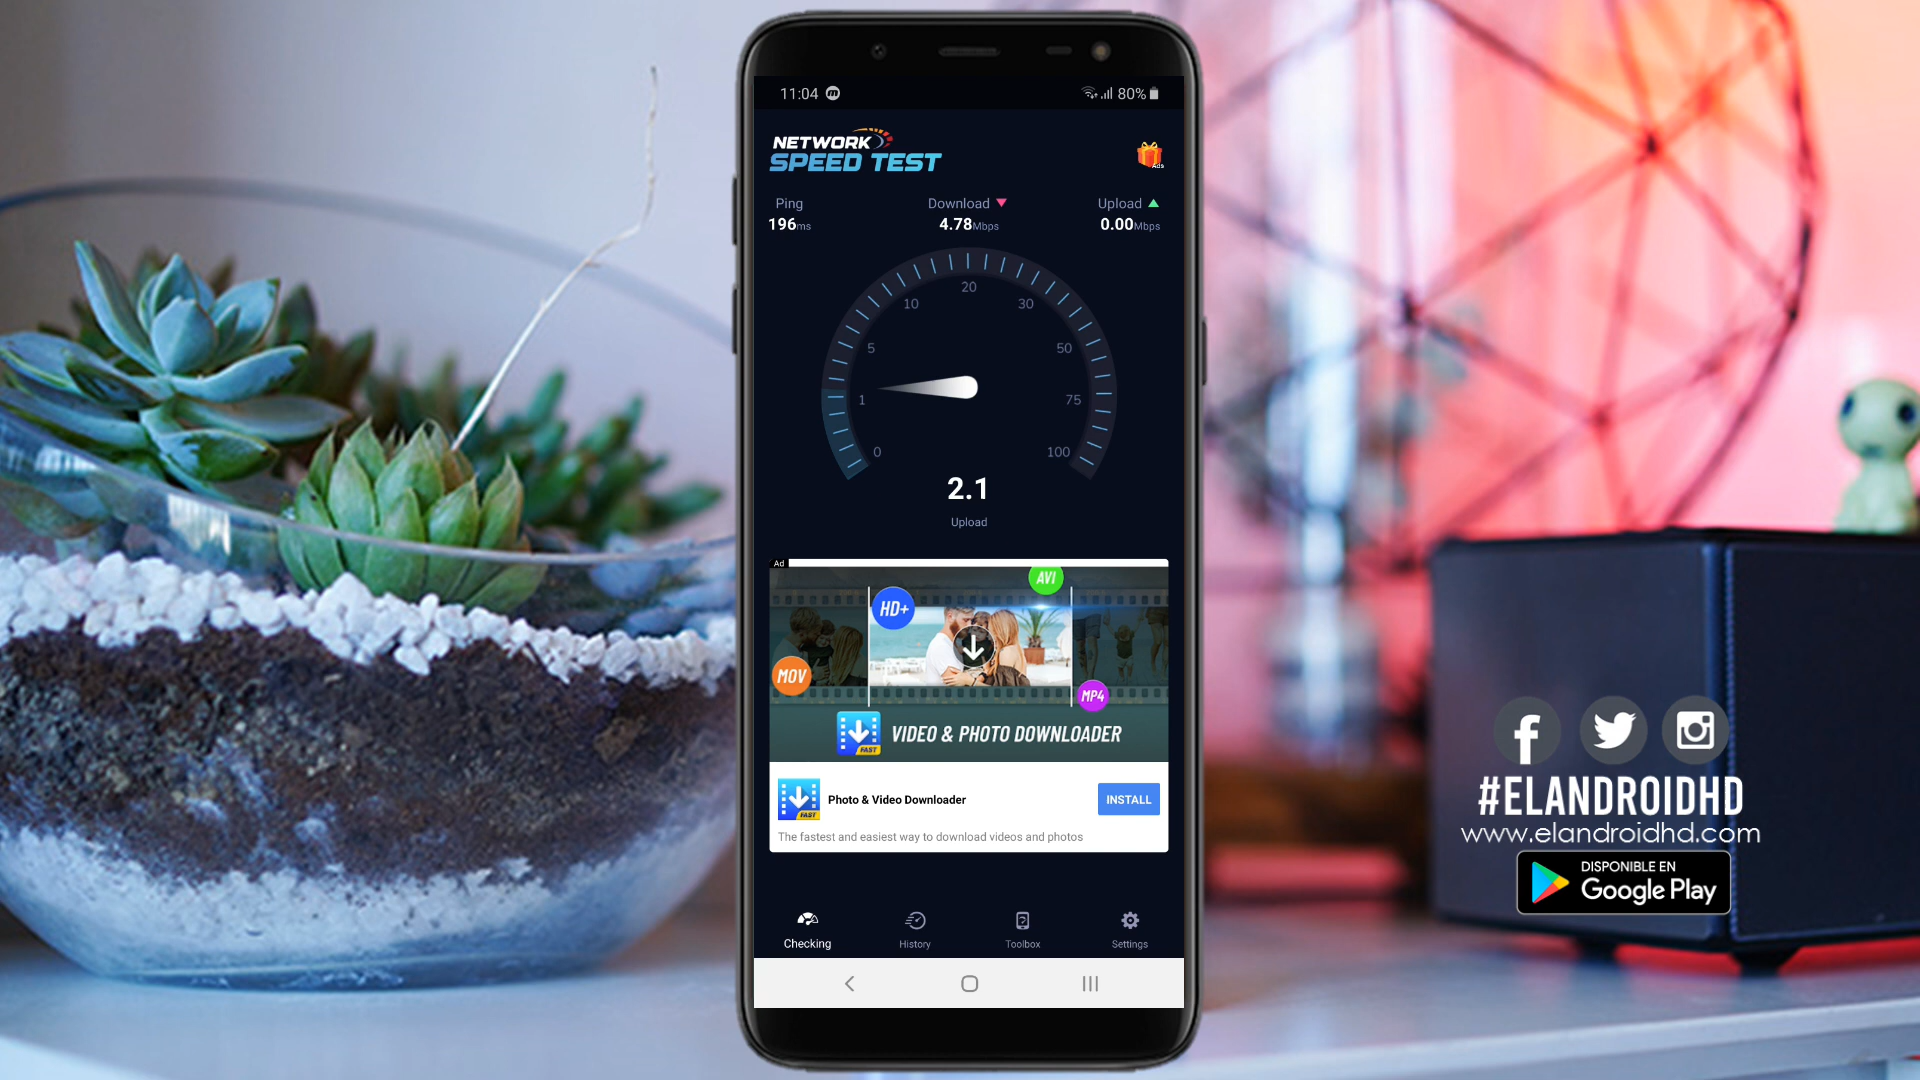 11:04
80%
NETWORK
SPEED TEST
Ads
Ping
Download
Upload
196ms
4.78Mbps
0.00Mbps
0
1
5
10
20
30
50
75
100
2.1
Upload
Ad
AVI
HD+
MOV
MP4
FAST
VIDEO & PHOTO DOWNLOADER
FAST
Photo & Video Downloader
INSTALL
The fastest and easiest way to download videos and photos
Checking
History
Toolbox
Settings
#ELANDROIDHD
www.elandroidhd.com
DISPONIBLE EN
Google Play